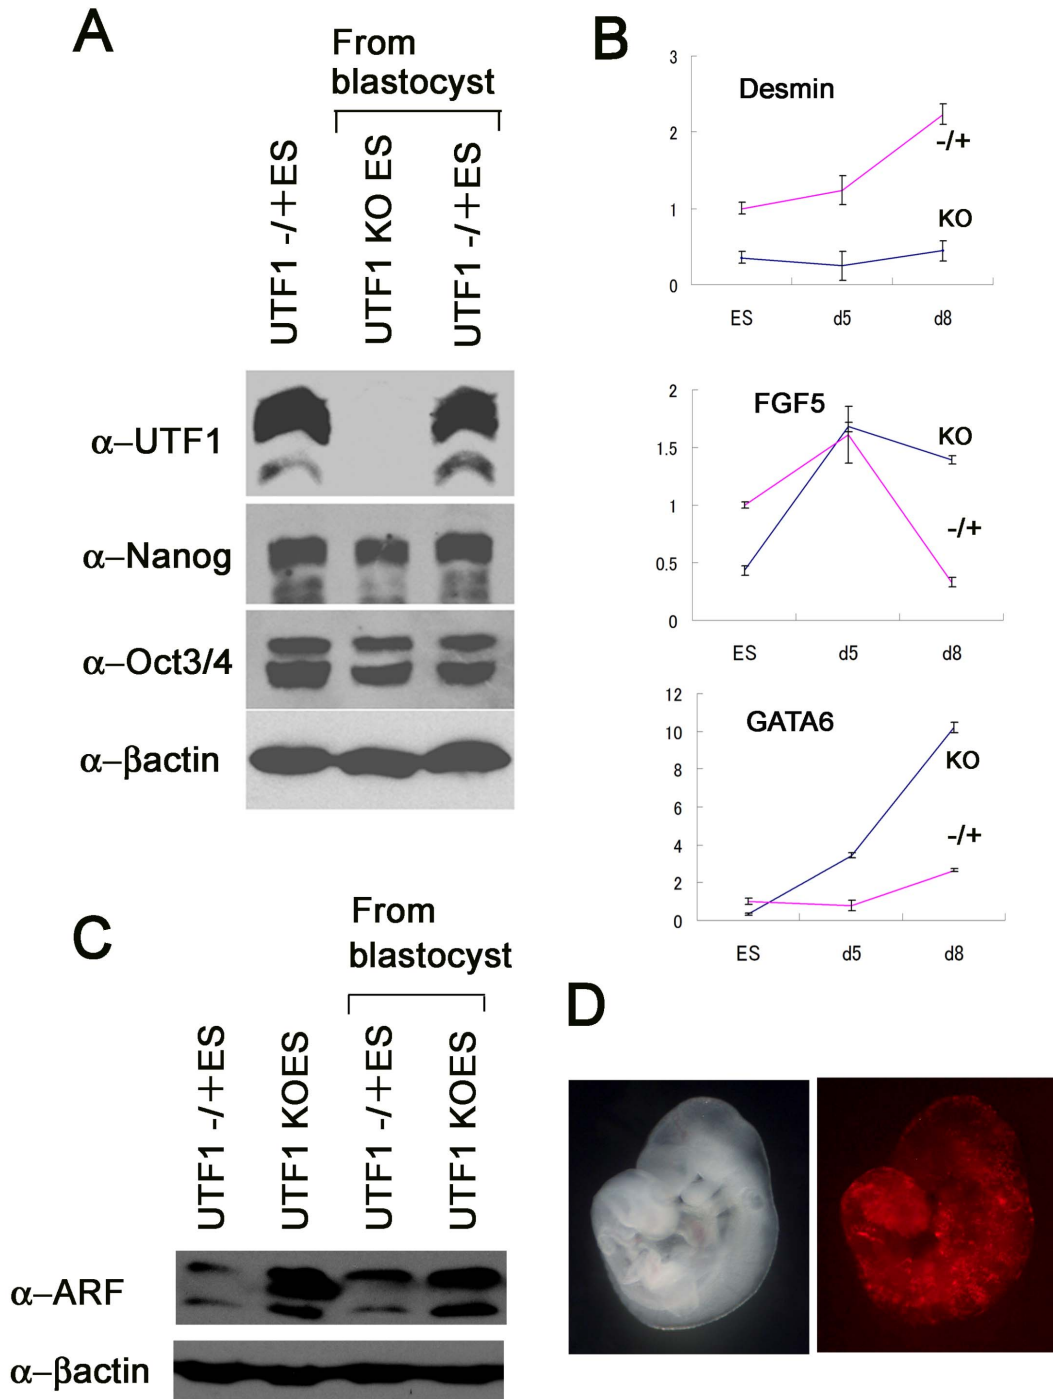 A
From
blastocyst
UTF1 -/+ES
UTF1 KO ES
UTF1 -/+ES
α–UTF1
α–Nanog
α–Oct3/4
α–βactin
B
Desmin
3
2
1
0
-/+
KO
ES d5 d8
FGF5
2
1.5
1
0.5
0
KO
-/+
ES d5 d8
GATA6
12
10
8
6
4
2
0
KO
-/+
ES d5 d8
C
From
blastocyst
UTF1 -/+ES
UTF1 KOES
UTF1 -/+ES
UTF1 KOES
α–ARF
α–βactin
D